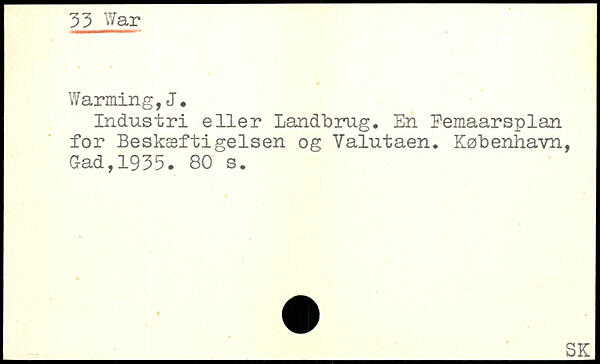 33 War
Warming,J.
Industri eller Landbrug. En Femaarsplan
for Beskæftigelsen og Valutaen. København,
Gad,1935. 80 s.
SK